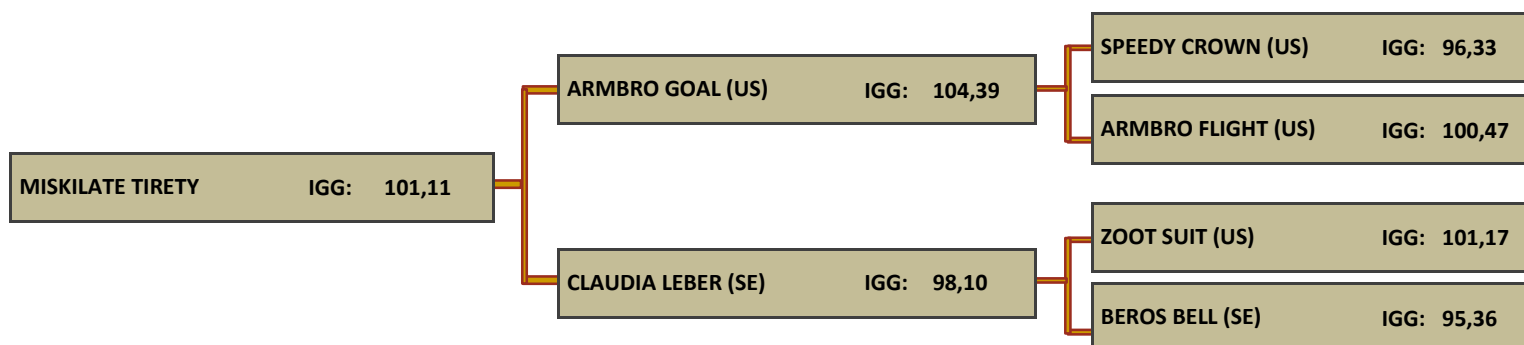 SPEEDY CROWN (US) IGG: 96,33
ARMBRO GOAL (US) IGG: 104,39
ARMBRO FLIGHT (US) IGG: 100,47
MISKILATE TIRETY IGG: 101,11
ZOOT SUIT (US) IGG: 101,17
CLAUDIA LEBER (SE) IGG: 98,10
BEROS BELL (SE) IGG: 95,36